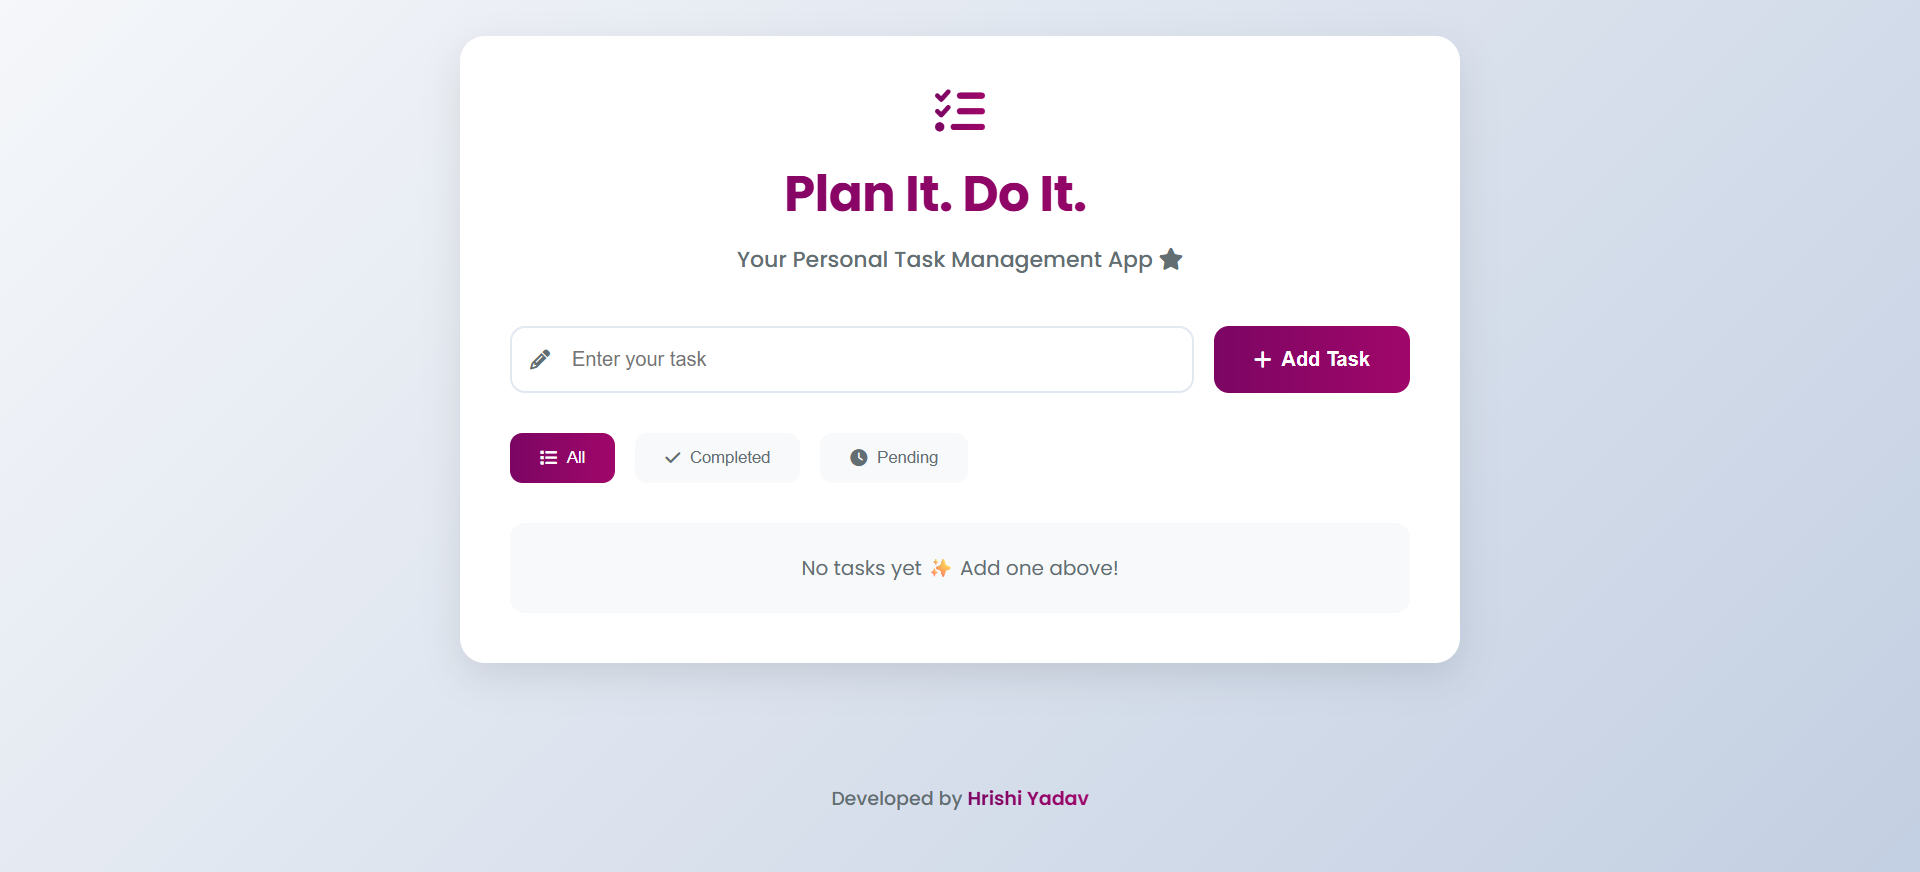 Plan It. Do It.
Your Personal Task Management App
Enter your task
Add Task
All
Completed
Pending
No tasks yet ✨ Add one above!
Developed by Hrishi Yadav